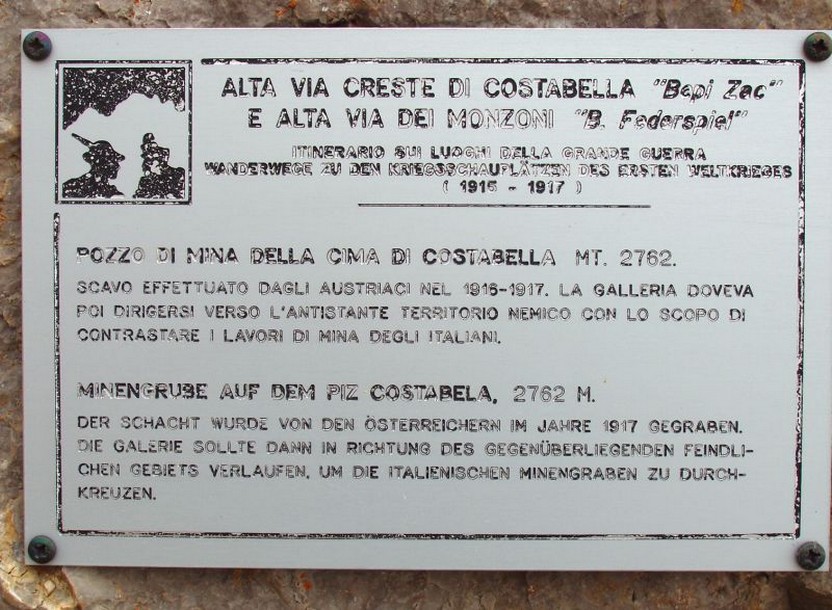 ALTA VIA CRESTE DI COSTABELLA "Bepi Zac"
E ALTA VIA DEI MONZONI "B. Federspiel"
ITINERARIO SUI LUOGHI DELLA GRANDE GUERRA
WANDERWEGE ZU DEN KRIEGSSCHAUPLÄTZEN DES ERSTEN WELTKRIEGES
( 1915 - 1917 )
POZZO DI MINA DELLA CIMA DI COSTABELLA MT. 2762.
SCAVO EFFETTUATO DAGLI AUSTRIACI NEL 1916-1917. LA GALLERIA DOVEVA
POI DIRIGERSI VERSO L'ANTISTANTE TERRITORIO NEMICO CON LO SCOPO DI
CONTRASTARE I LAVORI DI MINA DEGLI ITALIANI.
MINENGRUBE AUF DEM PIZ COSTABELA, 2762 M.
DER SCHACHT WURDE VON DEN ÖSTERREICHERN IM JAHRE 1917 GEGRABEN.
DIE GALERIE SOLLTE DANN IN RICHTUNG DES GEGENÜBERLIEGENDEN FEINDLI-
CHEN GEBIETS VERLAUFEN, UM DIE ITALIENISCHEN MINENGRABEN ZU DURCH-
KREUZEN.